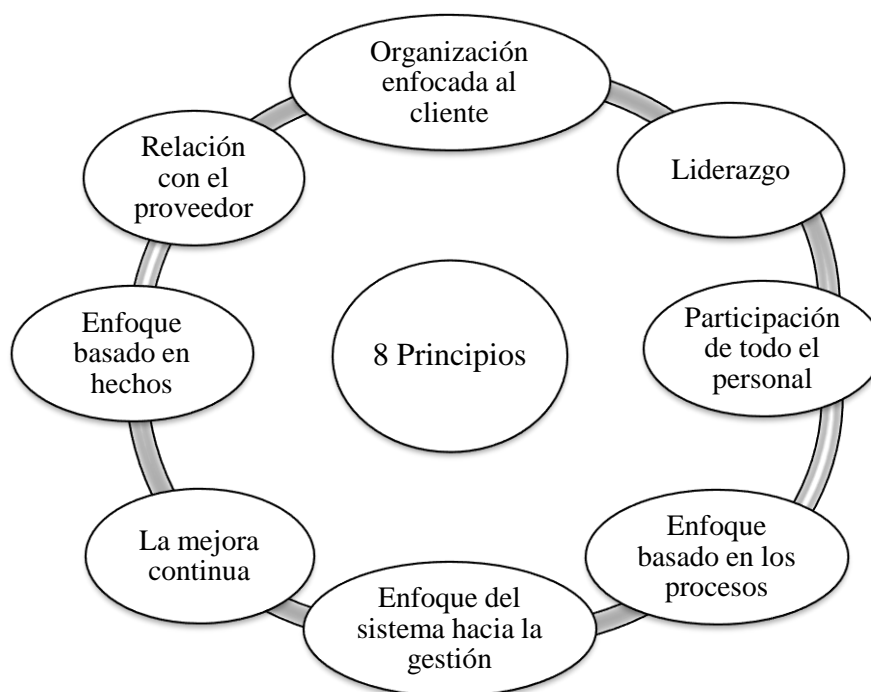 Organización
enfocada al
cliente
Liderazgo
Participación
de todo el
personal
Enfoque
basado en los
procesos
Enfoque del
sistema hacia la
gestión
La mejora
continua
Enfoque
basado en
hechos
Relación
con el
proveedor
8 Principios